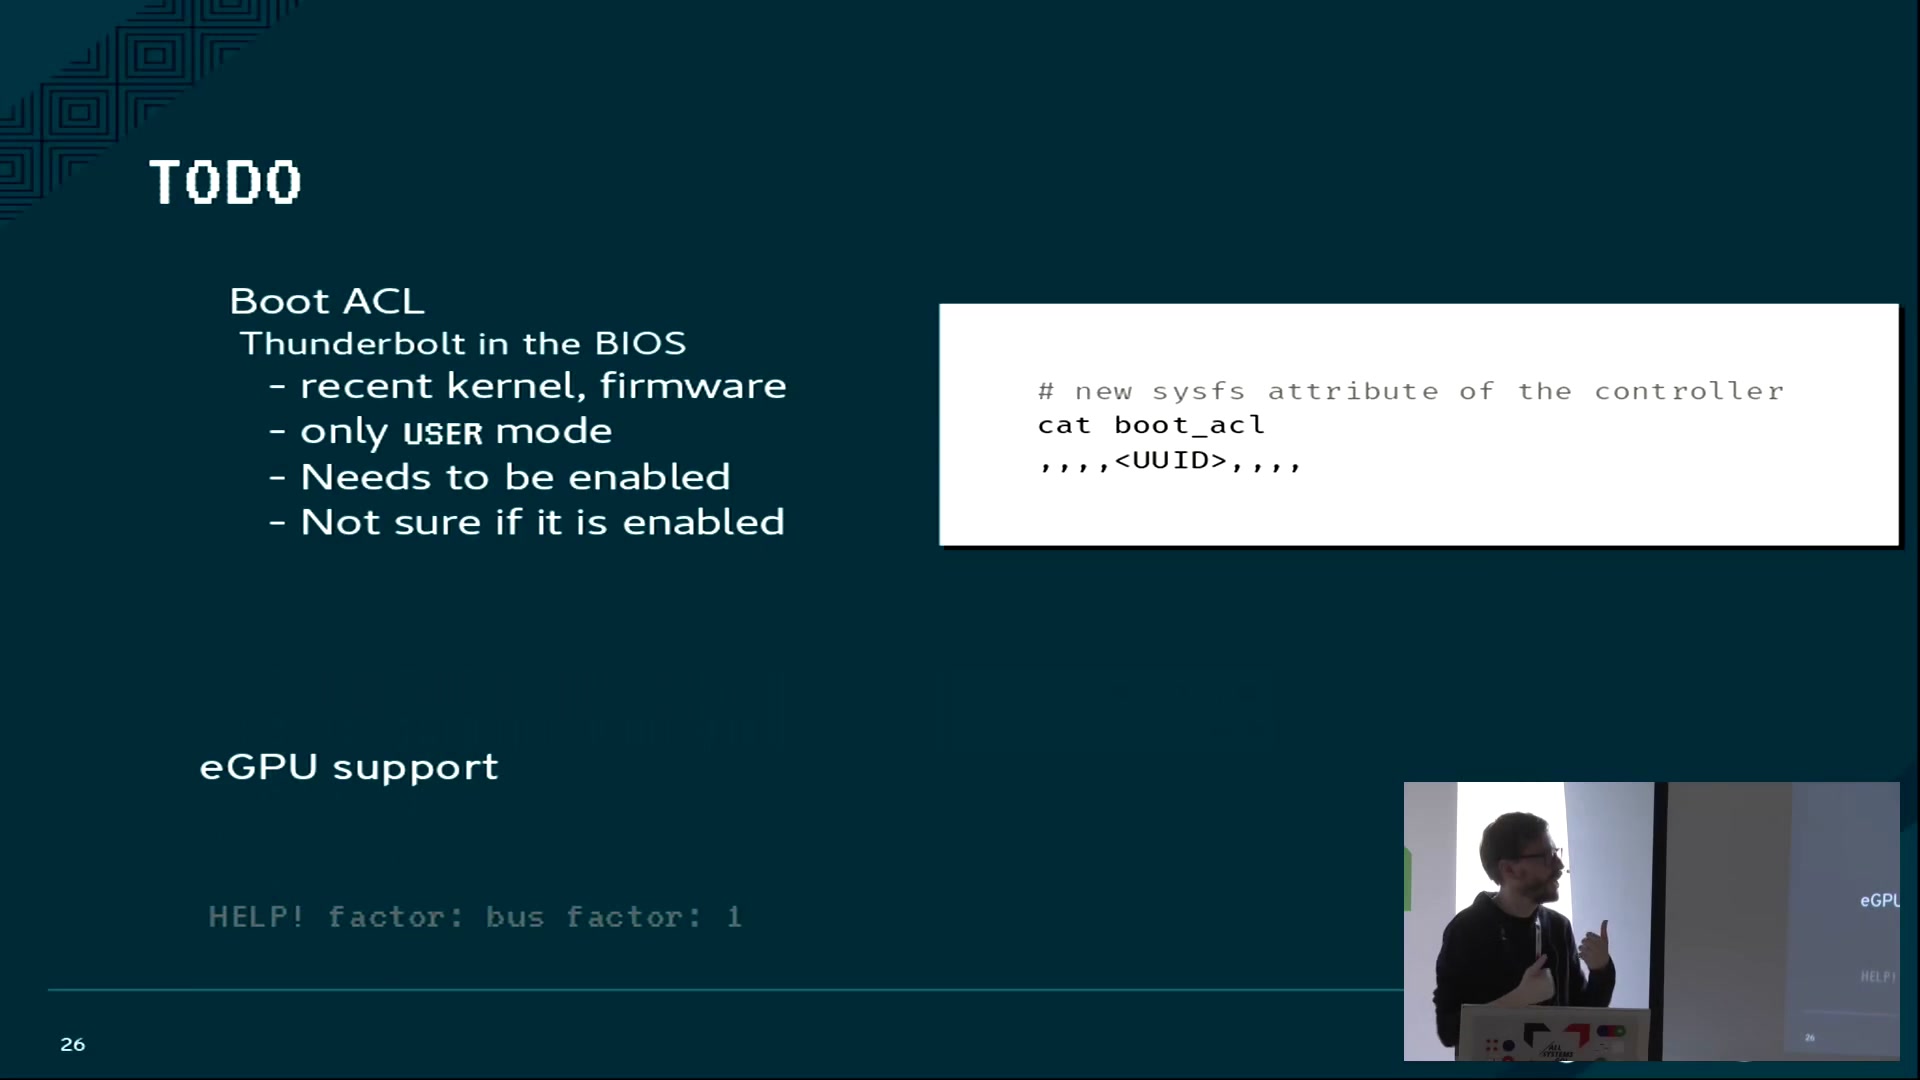 TODO
Boot ACL
Thunderbolt in the BIOS
- recent kernel, firmware
- only USER mode
- Needs to be enabled
- Not sure if it is enabled
# new sysfs attribute of the controller
cat boot_acl
,,,,<UUID>,,,,
eGPU support
HELP! factor: bus factor: 1
26
eGPU
HELP!
26
ALL
SYSTEMS